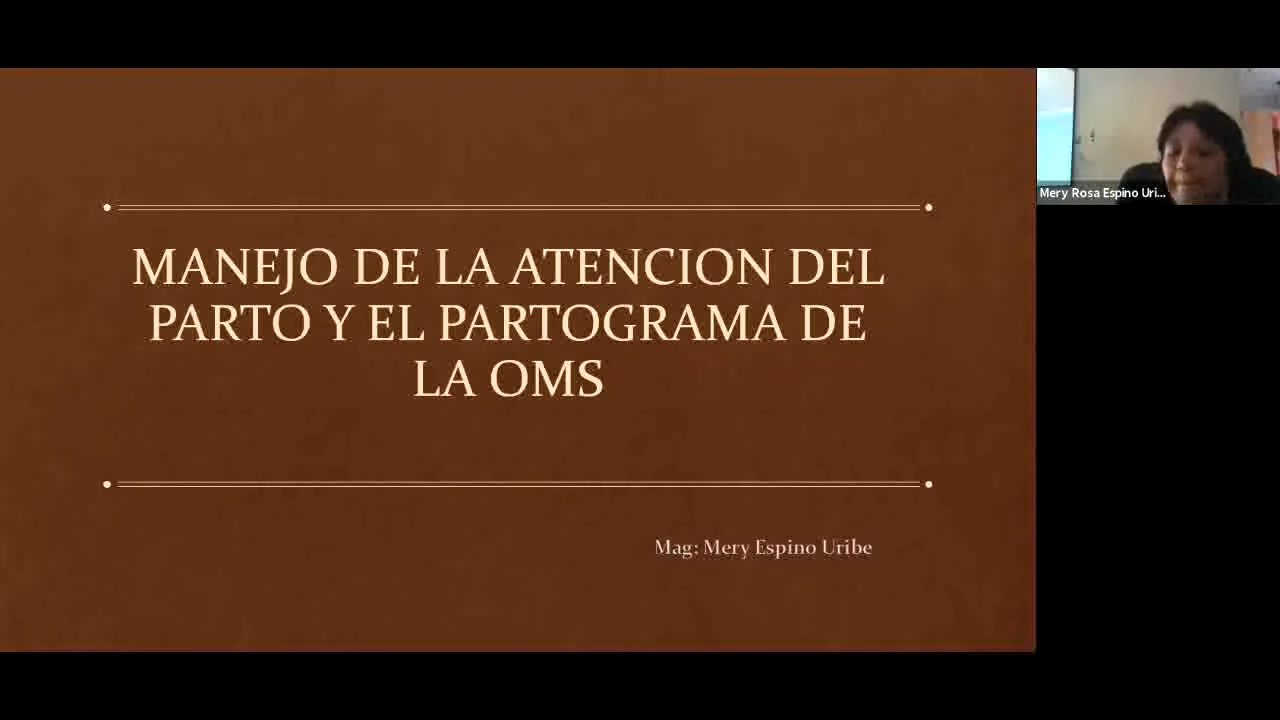 MANEJO DE LA ATENCION DEL
PARTO Y EL PARTOGRAMA DE
LA OMS
Mag: Mery Espino Uribe
Mery Rosa Espino Uri...